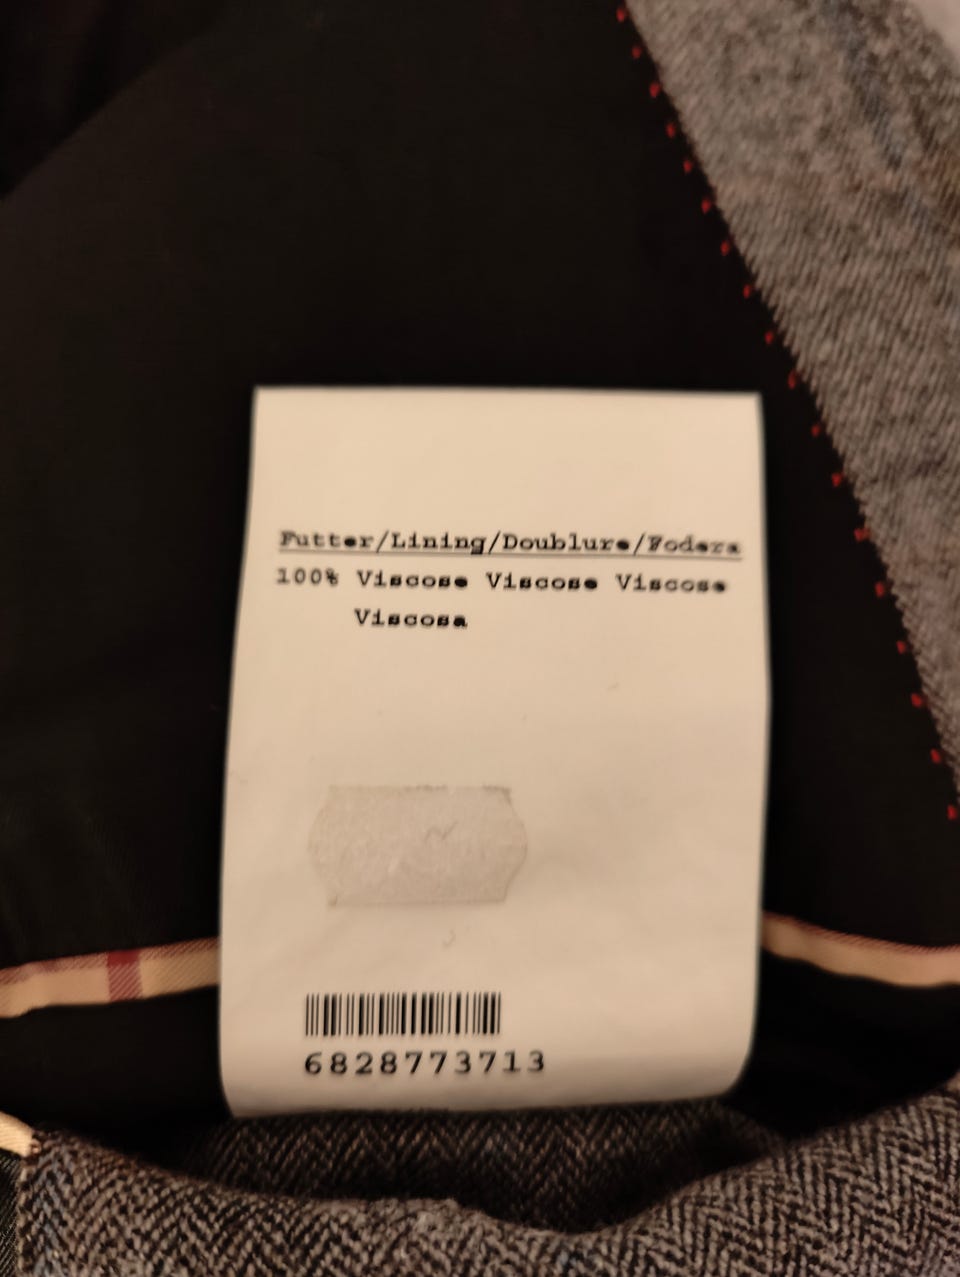 Futter/Lining/Doublure/Fodera
100% Viscose Viscose Viscose
Viscosa
6828773713